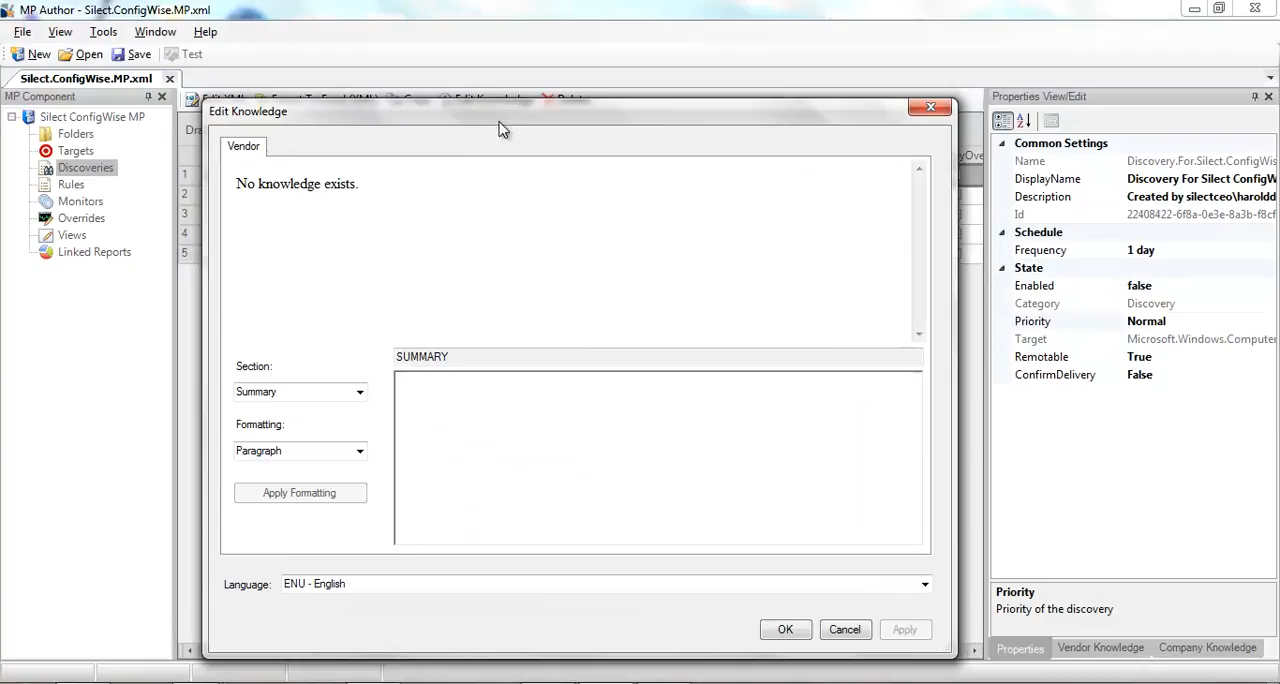 MP Author - Silect.ConfigWise.MP.xml
File View Tools Window Help
New Open Save Test
Silect.ConfigWise.MP.xml
MP Component
Silect ConfigWise MP
Folders
Targets
Discoveries
Rules
Monitors
Overrides
Views
Linked Reports
1
2
3
4
5
Edit Knowledge
Vendor
No knowledge exists.
Section:
Summary
Formatting:
Paragraph
Apply Formatting
SUMMARY
Language: ENU - English
OK Cancel Apply
Properties View/Edit
Common Settings
Name Discovery.For.Silect.ConfigWis
DisplayName Discovery For Silect ConfigW
Description Created by silectceo\haroldd
Id 22408422-6f8a-0e3e-8a3b-f8cf
Schedule
Frequency 1 day
State
Enabled false
Category Discovery
Priority Normal
Target Microsoft.Windows.Computer
Remotable True
ConfirmDelivery False
Priority
Priority of the discovery
Properties Vendor Knowledge Company Knowledge